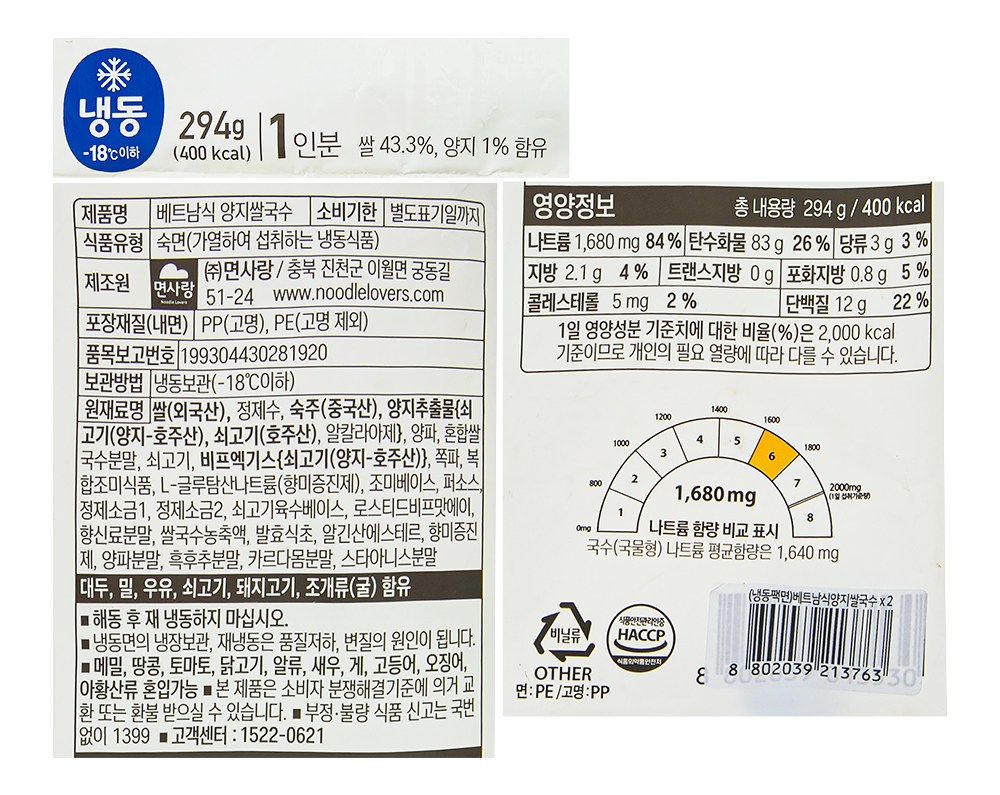 냉동
-18℃이하
294g
(400 kcal)
1인분
쌀 43.3%, 양지 1% 함유
제품명 베트남식 양지쌀국수 소비기한 별도표기일까지
식품유형 숙면(가열하여 섭취하는 냉동식품)
제조원 면사랑 Noodle Lovers (주)면사랑 / 충북 진천군 이월면 궁동길
51-24 www.noodlelovers.com
포장재질(내면) PP(고명), PE(고명 제외)
품목보고번호 199304430281920
보관방법 냉동보관(-18℃이하)
원재료명 쌀(외국산), 정제수, 숙주(중국산), 양지추출물{쇠
고기(양지-호주산), 쇠고기(호주산), 알칼라아제}, 양파, 혼합쌀
국수분말, 쇠고기, 비프엑기스{쇠고기(양지-호주산)}, 쪽파, 복
합조미식품, L-글루탐산나트륨(향미증진제), 조미베이스, 퍼소스,
정제소금1, 정제소금2, 쇠고기육수베이스, 로스티드비프맛에이,
향신료분말, 쌀국수농축액, 발효식초, 알긴산에스테르, 향미증진
제, 양파분말, 흑후추분말, 카르다몸분말, 스타아니스분말
대두, 밀, 우유, 쇠고기, 돼지고기, 조개류(굴) 함유
■ 해동 후 재 냉동하지 마십시오.
■ 냉동면의 냉장보관, 재냉동은 품질저하, 변질의 원인이 됩니다.
■ 메밀, 땅콩, 토마토, 닭고기, 알류, 새우, 게, 고등어, 오징어,
아황산류 혼입가능 ■ 본 제품은 소비자 분쟁해결기준에 의거 교
환 또는 환불 받으실 수 있습니다. ■ 부정·불량 식품 신고는 국번
없이 1399 ■ 고객센터 : 1522-0621
영양정보 총 내용량 294 g / 400 kcal
나트륨 1,680 mg 84% 탄수화물 83 g 26% 당류 3 g 3%
지방 2.1 g 4% 트랜스지방 0 g 포화지방 0.8 g 5%
콜레스테롤 5 mg 2% 단백질 12 g 22%
1일 영양성분 기준치에 대한 비율(%)은 2,000 kcal
기준이므로 개인의 필요 열량에 따라 다를 수 있습니다.
0mg 800 1000 1200 1400 1600 1800 2000mg
(1일 섭취기준량)
1 2 3 4 5 6 7 8
1,680mg
나트륨 함량 비교 표시
국수(국물형) 나트륨 평균함량은 1,640 mg
비닐류
OTHER
면: PE /고명: PP
식품안전관리인증
HACCP
식품의약품안전처
(냉동팩면)베트남식양지쌀국수 x 2
8 802039 213763